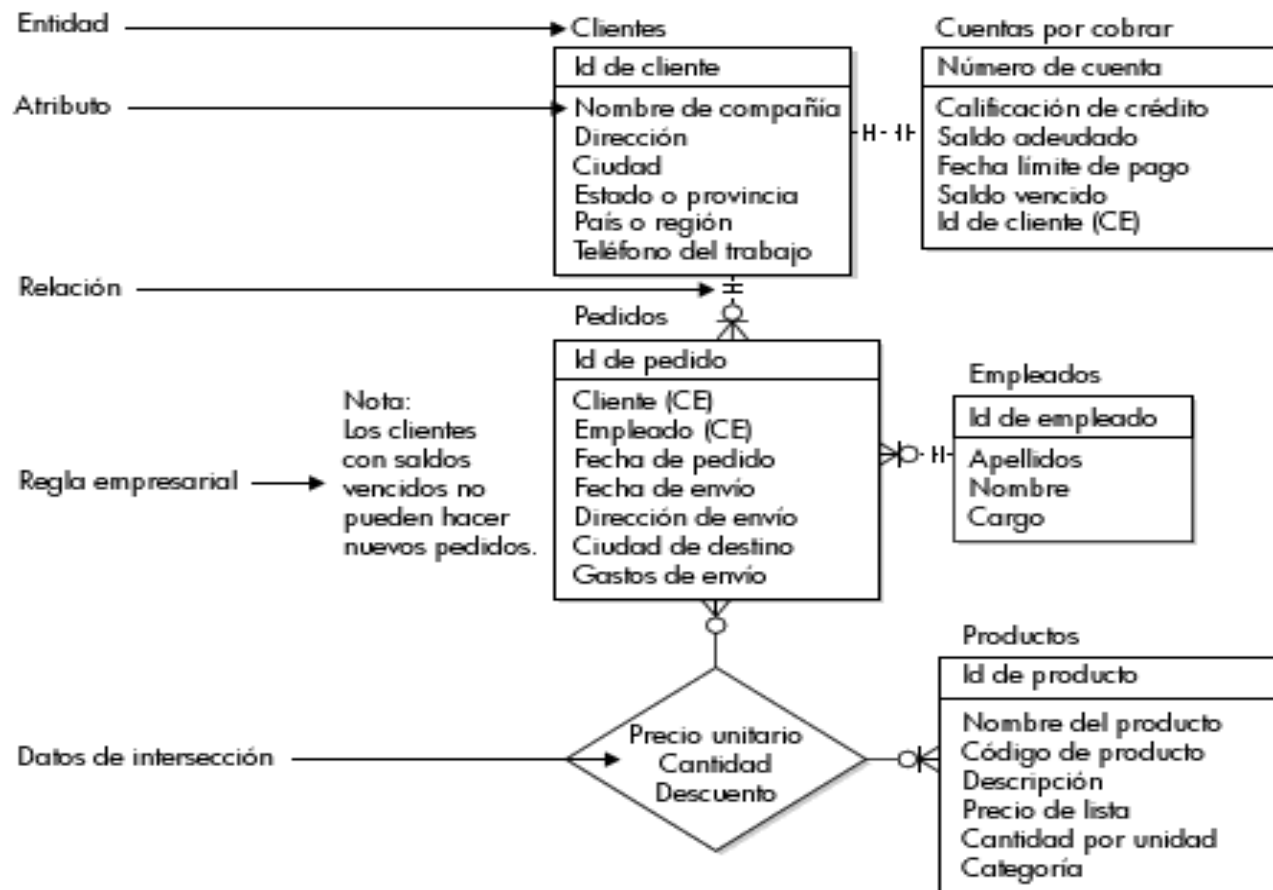 Entidad
Clientes
Cuentas por cobrar
Id de cliente
Número de cuenta
Atributo
Nombre de compañía
Dirección
Ciudad
Estado o provincia
País o región
Teléfono del trabajo
Calificación de crédito
Saldo adeudado
Fecha límite de pago
Saldo vencido
Id de cliente (CE)
Relación
Pedidos
Id de pedido
Cliente (CE)
Empleado (CE)
Fecha de pedido
Fecha de envío
Dirección de envío
Ciudad de destino
Gastos de envío
Empleados
Id de empleado
Apellidos
Nombre
Cargo
Regla empresarial
Nota:
Los clientes
con saldos
vencidos no
pueden hacer
nuevos pedidos.
Productos
Id de producto
Nombre del producto
Código de producto
Descripción
Precio de lista
Cantidad por unidad
Categoría
Datos de intersección
Precio unitario
Cantidad
Descuento